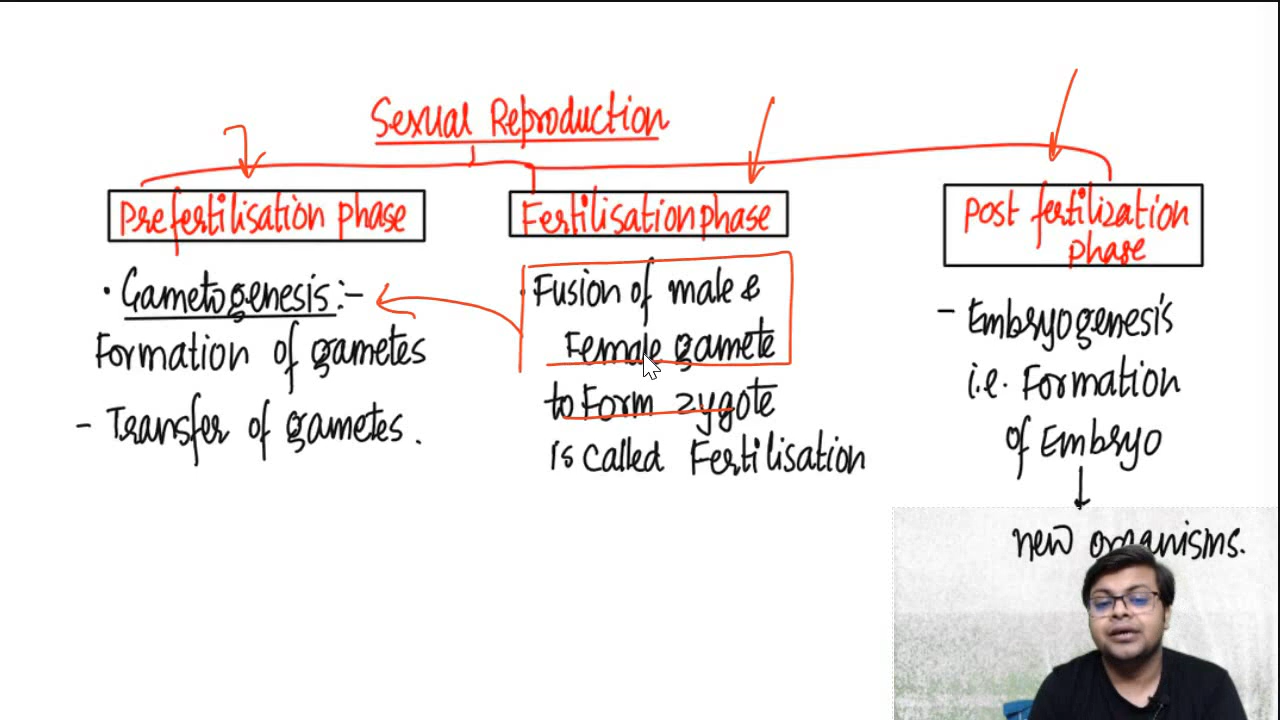 Sexual Reproduction
Prefertilisation phase
• Gametogenesis:-
Formation of gametes
- Transfer of gametes.
Fertilisation phase
• Fusion of male &
Female gamete
to Form zygote
is called Fertilisation
Post fertilization
phase
- Embryogenesis
i.e. Formation
of Embryo
↓
new organisms.